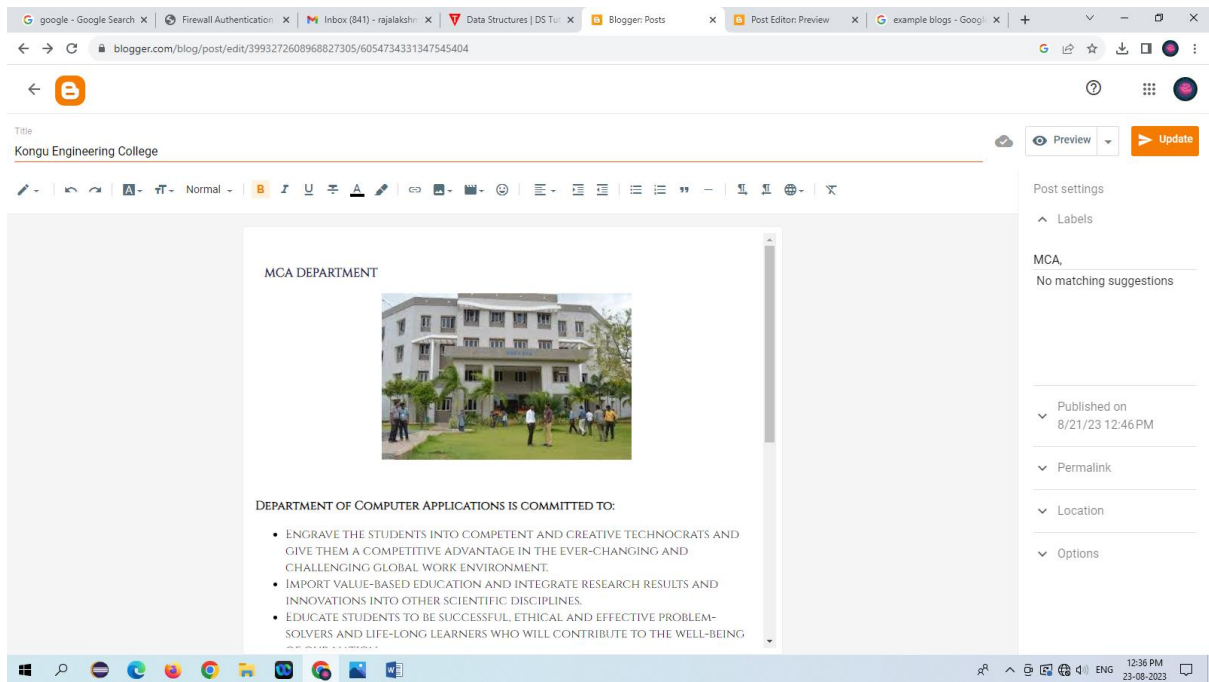 google - Google Search
Firewall Authentication
Inbox (841) - rajalakshm
Data Structures | DS Tut
Blogger: Posts
Post Editor: Preview
example blogs - Googl
blogger.com/blog/post/edit/3993272608968827305/6054734331347545404
Title
Kongu Engineering College
Preview
Update
Normal
Post settings
Labels
MCA,
No matching suggestions
Published on
8/21/23 12:46 PM
Permalink
Location
Options
MCA DEPARTMENT
DEPARTMENT OF COMPUTER APPLICATIONS IS COMMITTED TO:
ENGRAVE THE STUDENTS INTO COMPETENT AND CREATIVE TECHNOCRATS AND
GIVE THEM A COMPETITIVE ADVANTAGE IN THE EVER-CHANGING AND
CHALLENGING GLOBAL WORK ENVIRONMENT.
IMPORT VALUE-BASED EDUCATION AND INTEGRATE RESEARCH RESULTS AND
INNOVATIONS INTO OTHER SCIENTIFIC DISCIPLINES.
EDUCATE STUDENTS TO BE SUCCESSFUL, ETHICAL AND EFFECTIVE PROBLEM-
SOLVERS AND LIFE-LONG LEARNERS WHO WILL CONTRIBUTE TO THE WELL-BEING
ENG
12:36 PM
23-08-2023